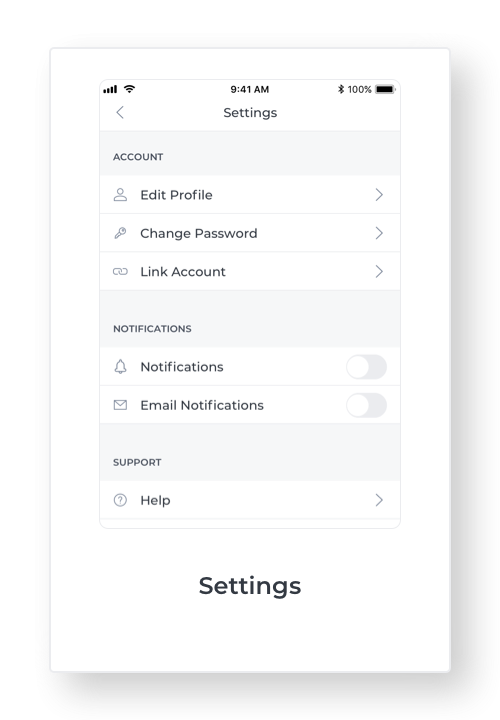 9:41 AM
100%
Settings
ACCOUNT
Edit Profile
Change Password
Link Account
NOTIFICATIONS
Notifications
Email Notifications
SUPPORT
Help
Settings